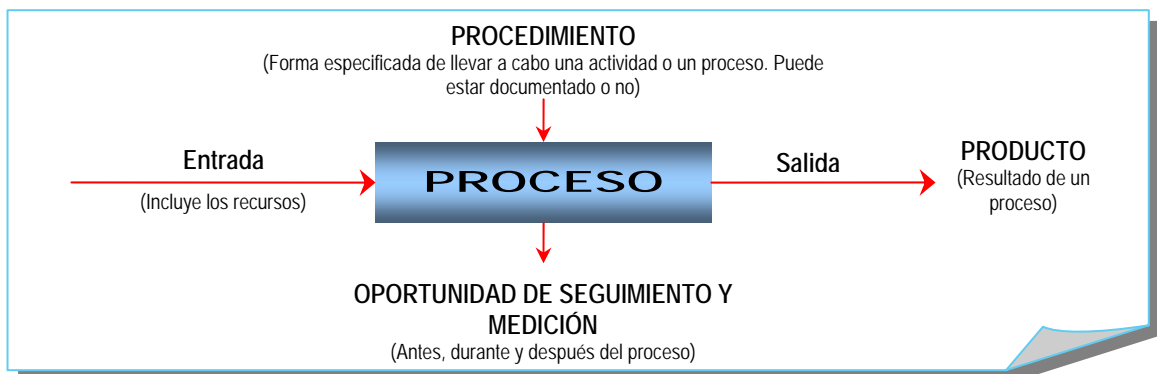 PROCEDIMIENTO
(Forma especificada de llevar a cabo una actividad o un proceso. Puede
estar documentado o no)
Entrada
(Incluye los recursos)
PROCESO
Salida
PRODUCTO
(Resultado de un
proceso)
OPORTUNIDAD DE SEGUIMIENTO Y
MEDICIÓN
(Antes, durante y después del proceso)